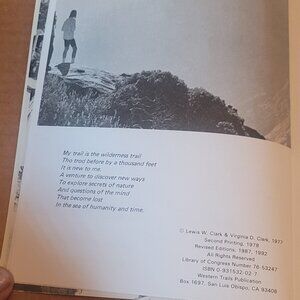 My trail is the wilderness trail
Tho trod before by a thousand feet
It is new to me.
A venture to discover new ways
To explore secrets of nature
And questions of the mind
That become lost
In the sea of humanity and time.
© Lewis W. Clark & Virginia D. Clark, 1977
Second Printing, 1978
Revised Editions, 1987, 1992
All Rights Reserved
Library of Congress Number 76-53247
ISBN 0-931532-02-7
Western Trails Publication
Box 1697, San Luis Obispo, CA 93406